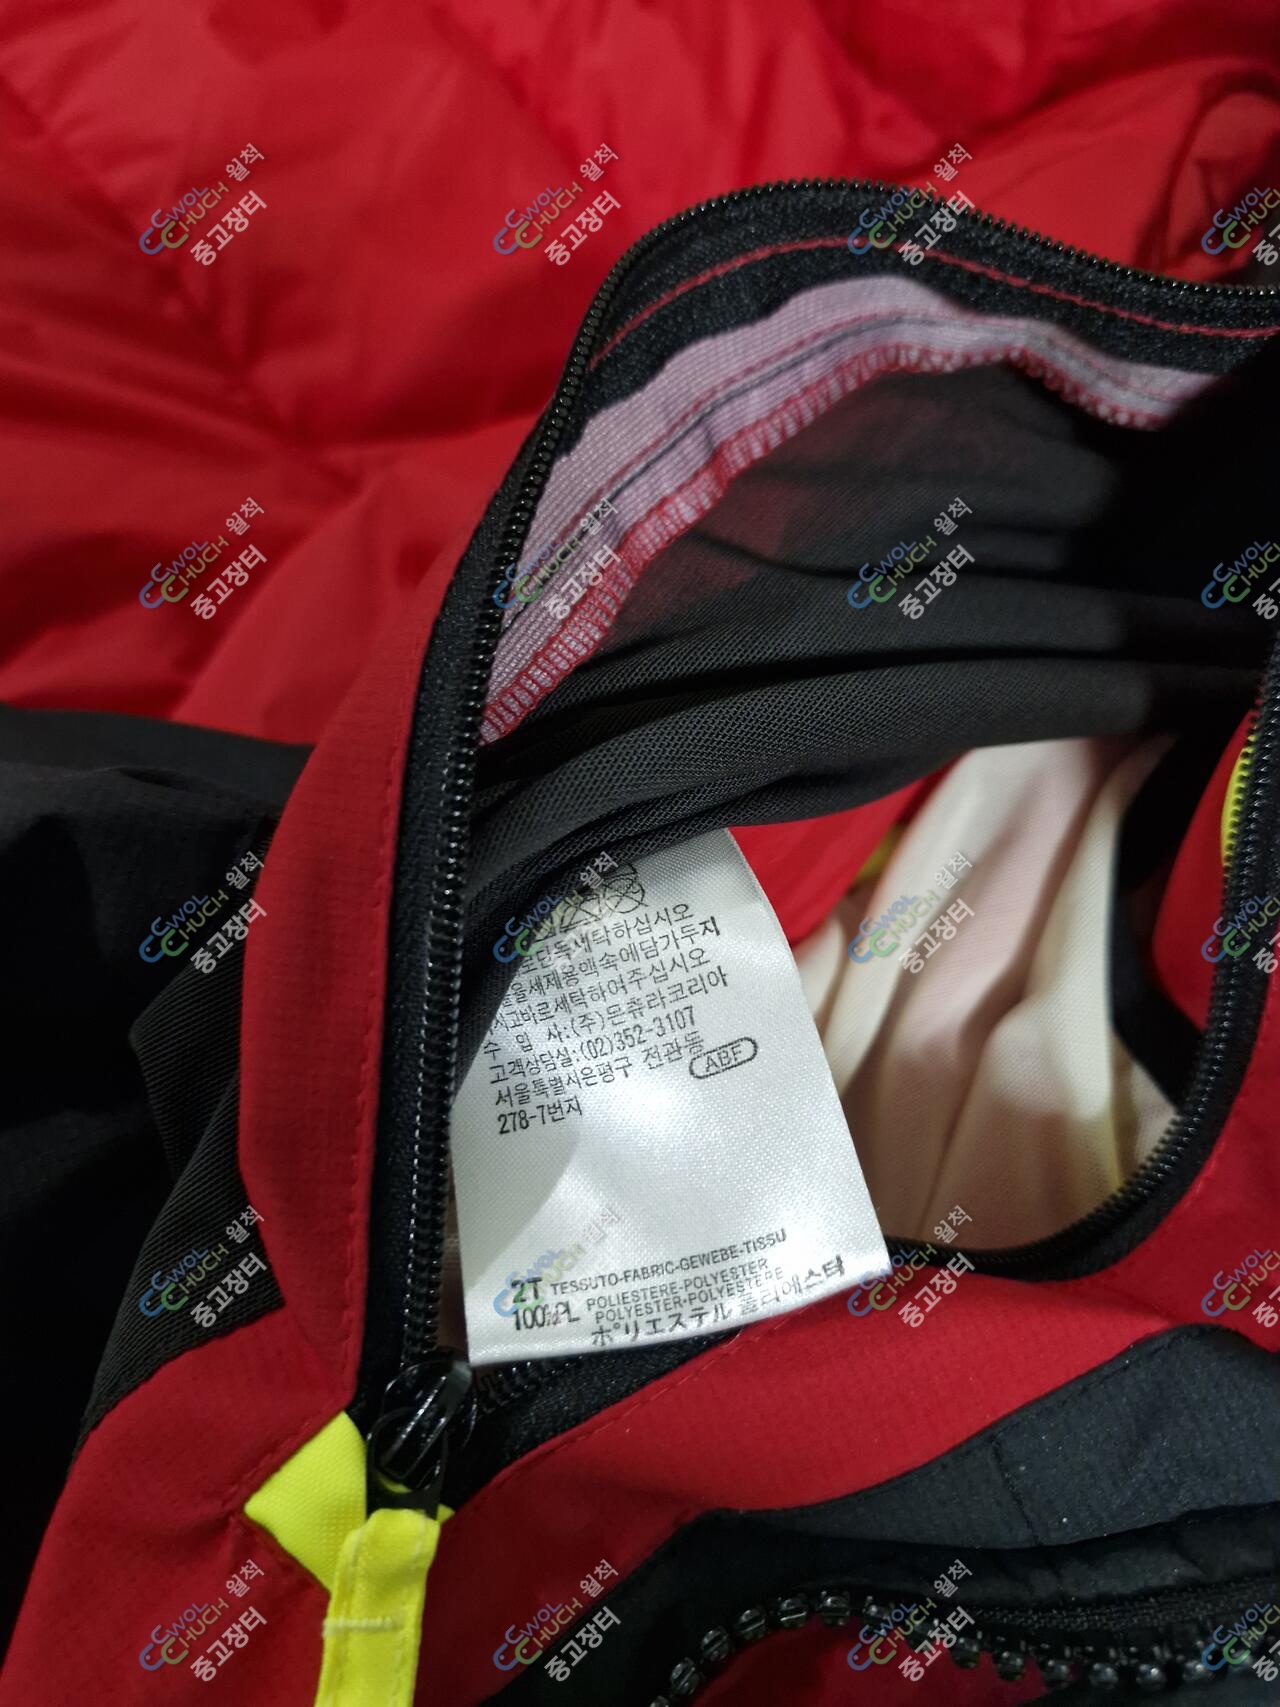 단독세탁하십시오
물세제용액속에담가두지
마시고바로세탁하여주십시오
수 입 사:(주)몬츄라코리아
고객상담실:(02)352-3107
서울특별시은평구 전관동
278-7번지
ABF
2T TESSUTO-FABRIC-GEWEBE-TISSU
100%PL POLIESTERE-POLYESTER
POLYESTER-POLYESTERE
ポリエステル 폴리에스터
CWOL CHUCH 월척 중고장터